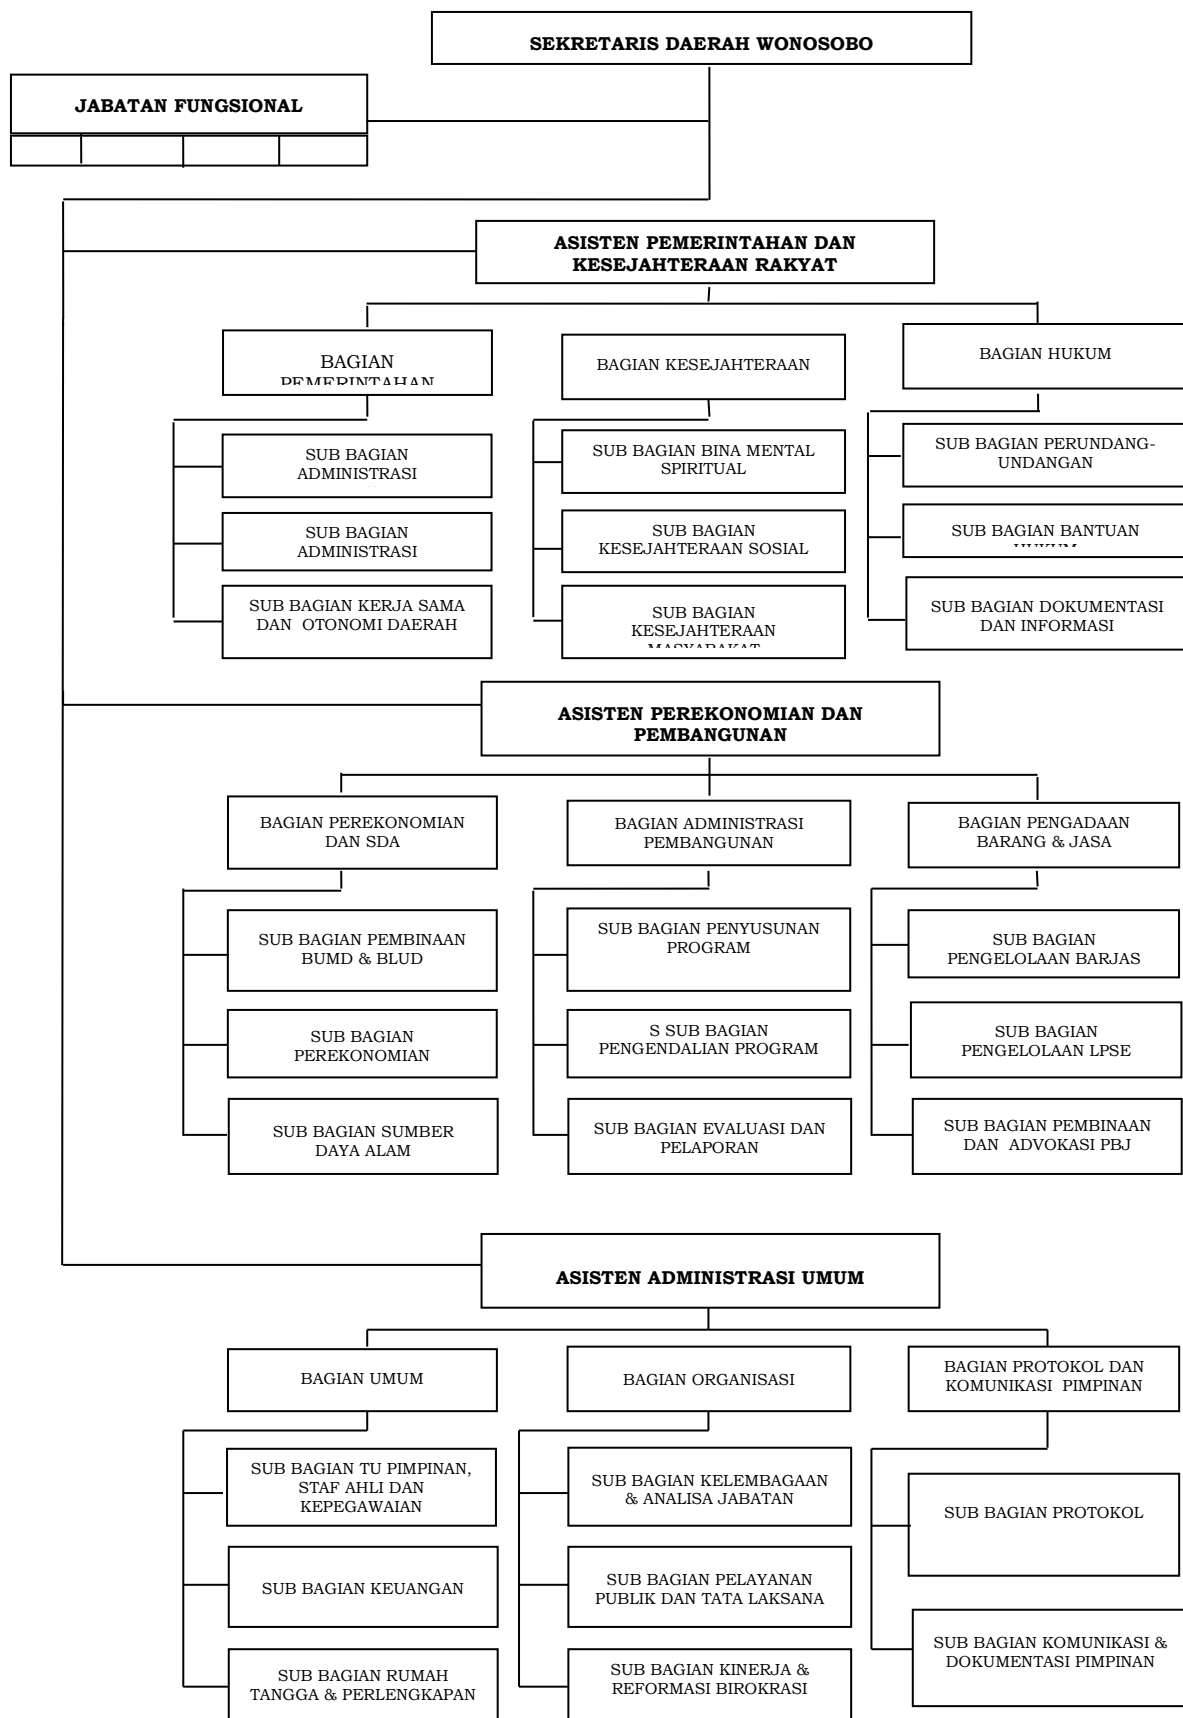 SEKRETARIS DAERAH WONOSOBO
JABATAN FUNGSIONAL
ASISTEN PEMERINTAHAN DAN
KESEJAHTERAAN RAKYAT
BAGIAN
PEMERINTAHAN
BAGIAN KESEJAHTERAAN
BAGIAN HUKUM
SUB BAGIAN
ADMINISTRASI
SUB BAGIAN BINA MENTAL
SPIRITUAL
SUB BAGIAN PERUNDANG-
UNDANGAN
SUB BAGIAN
ADMINISTRASI
SUB BAGIAN
KESEJAHTERAAN SOSIAL
SUB BAGIAN BANTUAN
SUB BAGIAN KERJA SAMA
DAN OTONOMI DAERAH
SUB BAGIAN
KESEJAHTERAAN
MASYARAKAT
SUB BAGIAN DOKUMENTASI
DAN INFORMASI
ASISTEN PEREKONOMIAN DAN
PEMBANGUNAN
BAGIAN PEREKONOMIAN
DAN SDA
BAGIAN ADMINISTRASI
PEMBANGUNAN
BAGIAN PENGADAAN
BARANG & JASA
SUB BAGIAN PEMBINAAN
BUMD & BLUD
SUB BAGIAN PENYUSUNAN
PROGRAM
SUB BAGIAN
PENGELOLAAN BARJAS
SUB BAGIAN
PEREKONOMIAN
S SUB BAGIAN
PENGENDALIAN PROGRAM
SUB BAGIAN
PENGELOLAAN LPSE
SUB BAGIAN SUMBER
DAYA ALAM
SUB BAGIAN EVALUASI DAN
PELAPORAN
SUB BAGIAN PEMBINAAN
DAN ADVOKASI PBJ
ASISTEN ADMINISTRASI UMUM
BAGIAN UMUM
BAGIAN ORGANISASI
BAGIAN PROTOKOL DAN
KOMUNIKASI PIMPINAN
SUB BAGIAN TU PIMPINAN,
STAF AHLI DAN
KEPEGAWAIAN
SUB BAGIAN KELEMBAGAAN
& ANALISA JABATAN
SUB BAGIAN PROTOKOL
SUB BAGIAN KEUANGAN
SUB BAGIAN PELAYANAN
PUBLIK DAN TATA LAKSANA
SUB BAGIAN KOMUNIKASI &
DOKUMENTASI PIMPINAN
SUB BAGIAN RUMAH
TANGGA & PERLENGKAPAN
SUB BAGIAN KINERJA &
REFORMASI BIROKRASI